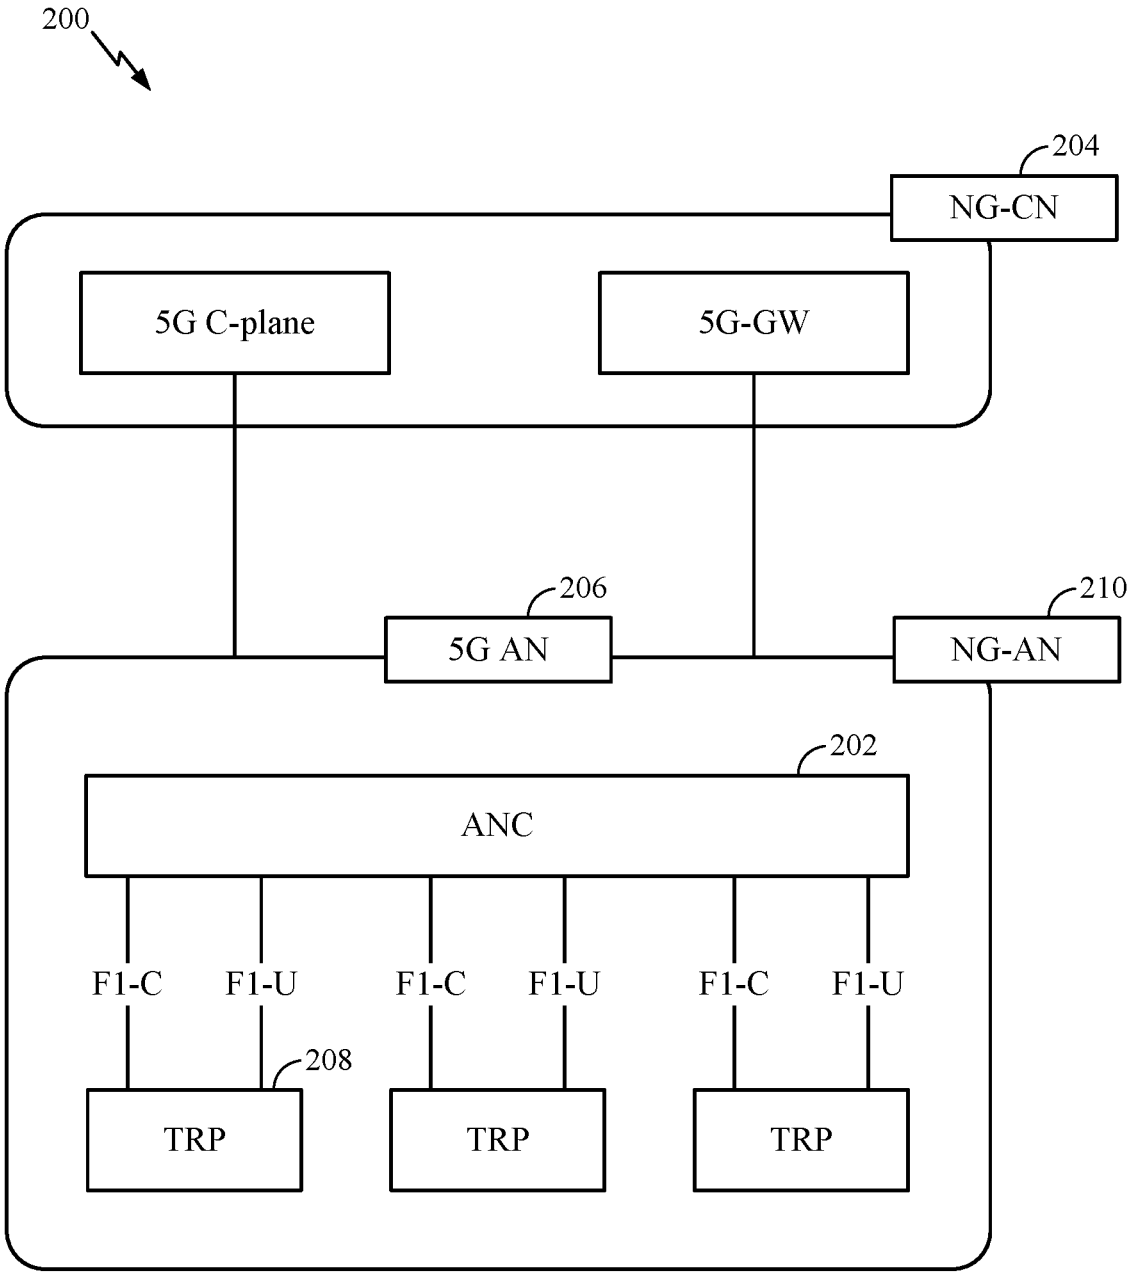 200
204
NG-CN
5G C-plane
5G-GW
206
210
5G AN
NG-AN
202
ANC
F1-C
F1-U
F1-C
F1-U
F1-C
F1-U
208
TRP
TRP
TRP